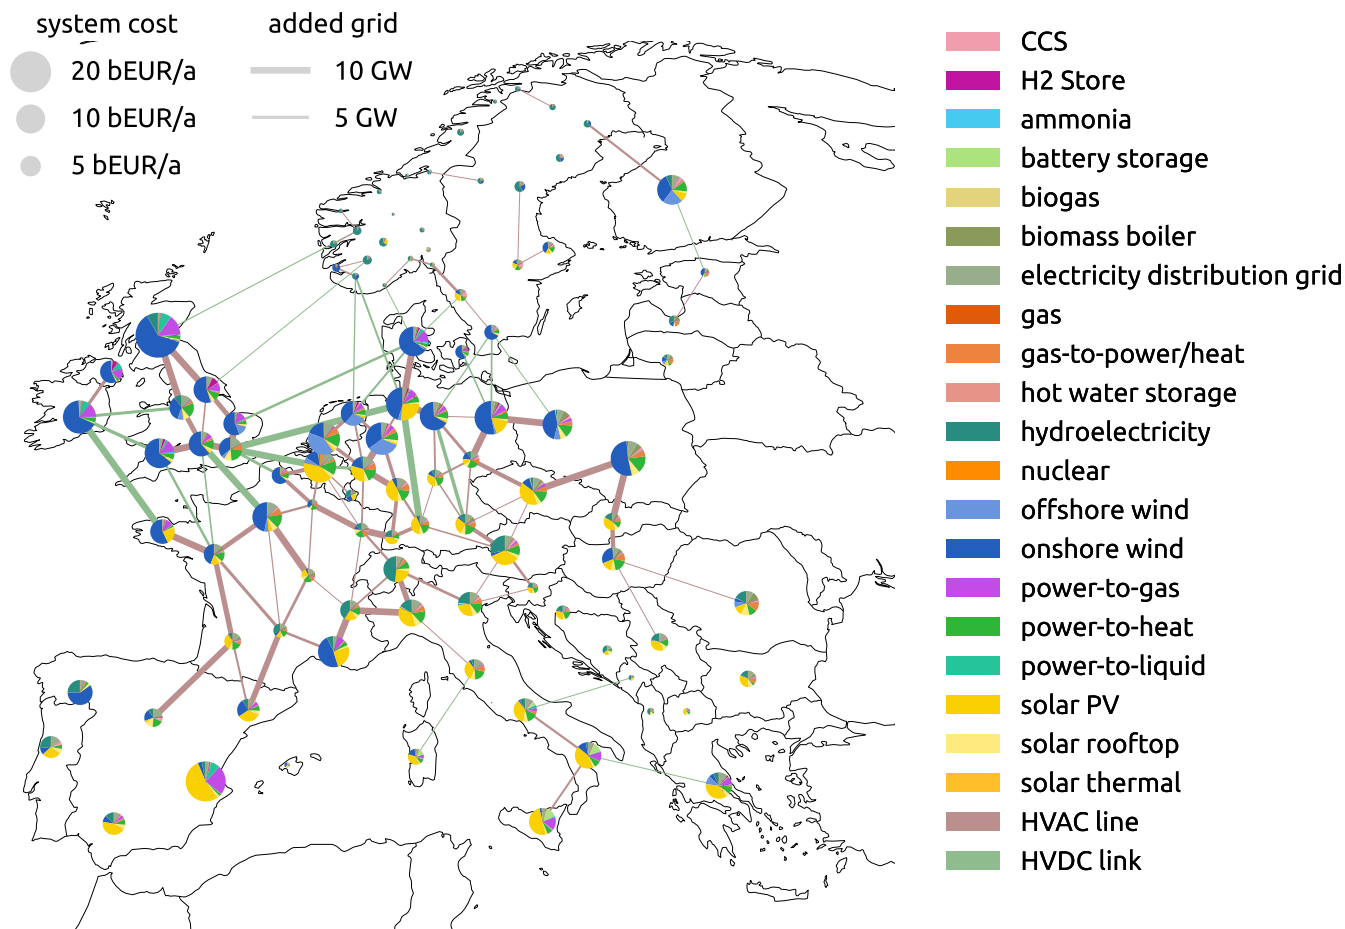 system cost
20 bEUR/a
10 bEUR/a
5 bEUR/a
added grid
10 GW
5 GW
CCS
H2 Store
ammonia
battery storage
biogas
biomass boiler
electricity distribution grid
gas
gas-to-power/heat
hot water storage
hydroelectricity
nuclear
offshore wind
onshore wind
power-to-gas
power-to-heat
power-to-liquid
solar PV
solar rooftop
solar thermal
HVAC line
HVDC link